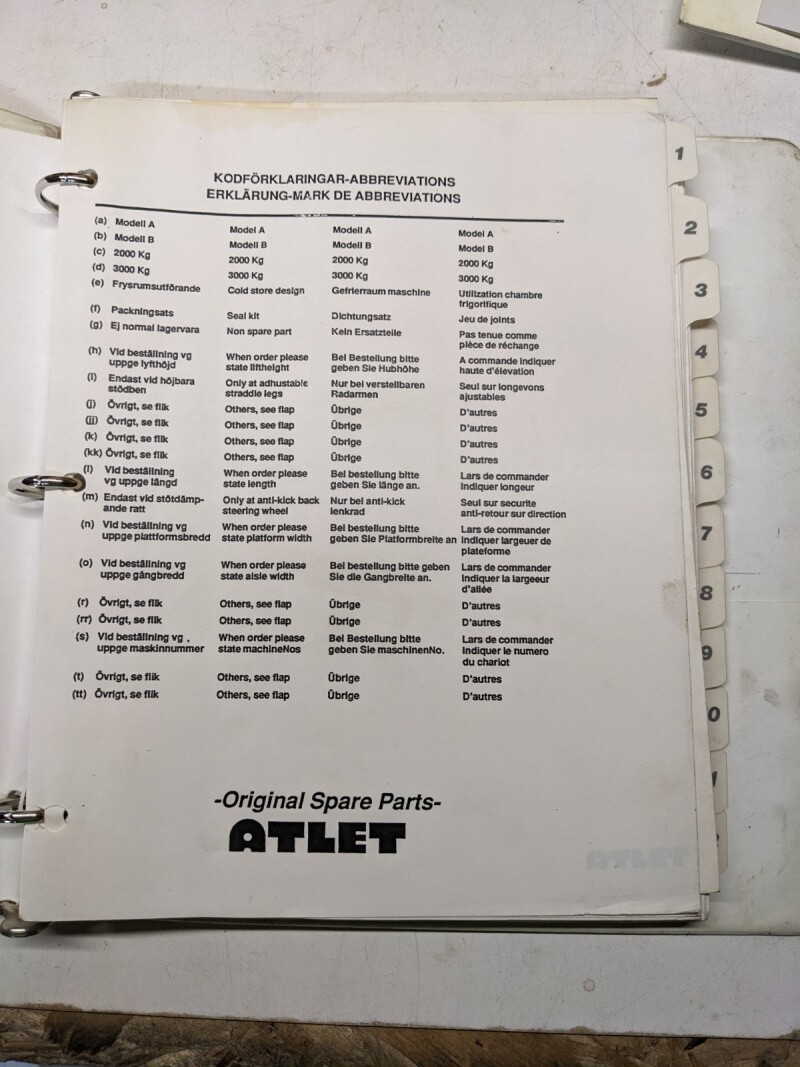 KODFÖRKLARINGAR-ABBREVIATIONS
ERKLÄRUNG-MARK DE ABBREVIATIONS
(a) Modell A Model A Modell A Model A
(b) Modell B Modell B Modell B Model B
(c) 2000 Kg 2000 Kg 2000 Kg 2000 Kg
(d) 3000 Kg 3000 Kg 3000 Kg 3000 Kg
(e) Frysrumsutförande Cold store design Gefrierraum maschine Utilization chambre
frigorifique
(f) Packningsats Seal kit Dichtungsatz Jeu de joints
(g) Ej normal lagervara Non spare part Kein Ersatzteile Pas tenue comme
pièce de réchange
(h) Vid beställning vg When order please Bei Bestellung bitte A commande indiquer
uppge lyfthöjd state liftheight geben Sie Hubhöhe haute d'élevation
(i) Endast vid höjbara Only at adhustable Nur bei verstellbaren Seul sur longevons
stödben straddle legs Radarmen ajustables
(j) Övrigt, se flik Others, see flap Übrige D'autres
(jj) Övrigt, se flik Others, see flap Übrige D'autres
(k) Övrigt, se flik Others, see flap Übrige D'autres
(kk) Övrigt, se flik Others, see flap Übrige D'autres
(l) Vid beställning When order please Bei bestellung bitte Lars de commander
vg uppge längd state length geben Sie länge an. indiquer longeur
(m) Endast vid stötdämp- Only at anti-kick back Nur bei anti-kick Seul sur securite
ande ratt steering wheel lenkrad anti-retour sur direction
(n) Vid beställning vg When order please Bei bestellung bitte Lars de commander
uppge plattformsbredd state platform width geben Sie Platformbreite an indiquer largeuer de
plateforme
(o) Vid beställning vg When order please Bei bestellung bitte geben Lars de commander
uppge gångbredd state aisle width Sie die Gangbreite an. indiquer la largeeur
d'allée
(r) Övrigt, se flik Others, see flap Übrige D'autres
(rr) Övrigt, se flik Others, see flap Übrige D'autres
(s) Vid beställning vg . When order please Bei Bestellung bitte Lars de commander
uppge maskinnummer state machineNos geben Sie maschinenNo. indiquer le numero
du chariot
(t) Övrigt, se flik Others, see flap Übrige D'autres
(tt) Övrigt, se flik Others, see flap Übrige D'autres
-Original Spare Parts-
ATLET
ATLET
1
2
3
4
5
6
7
8
9
0
1